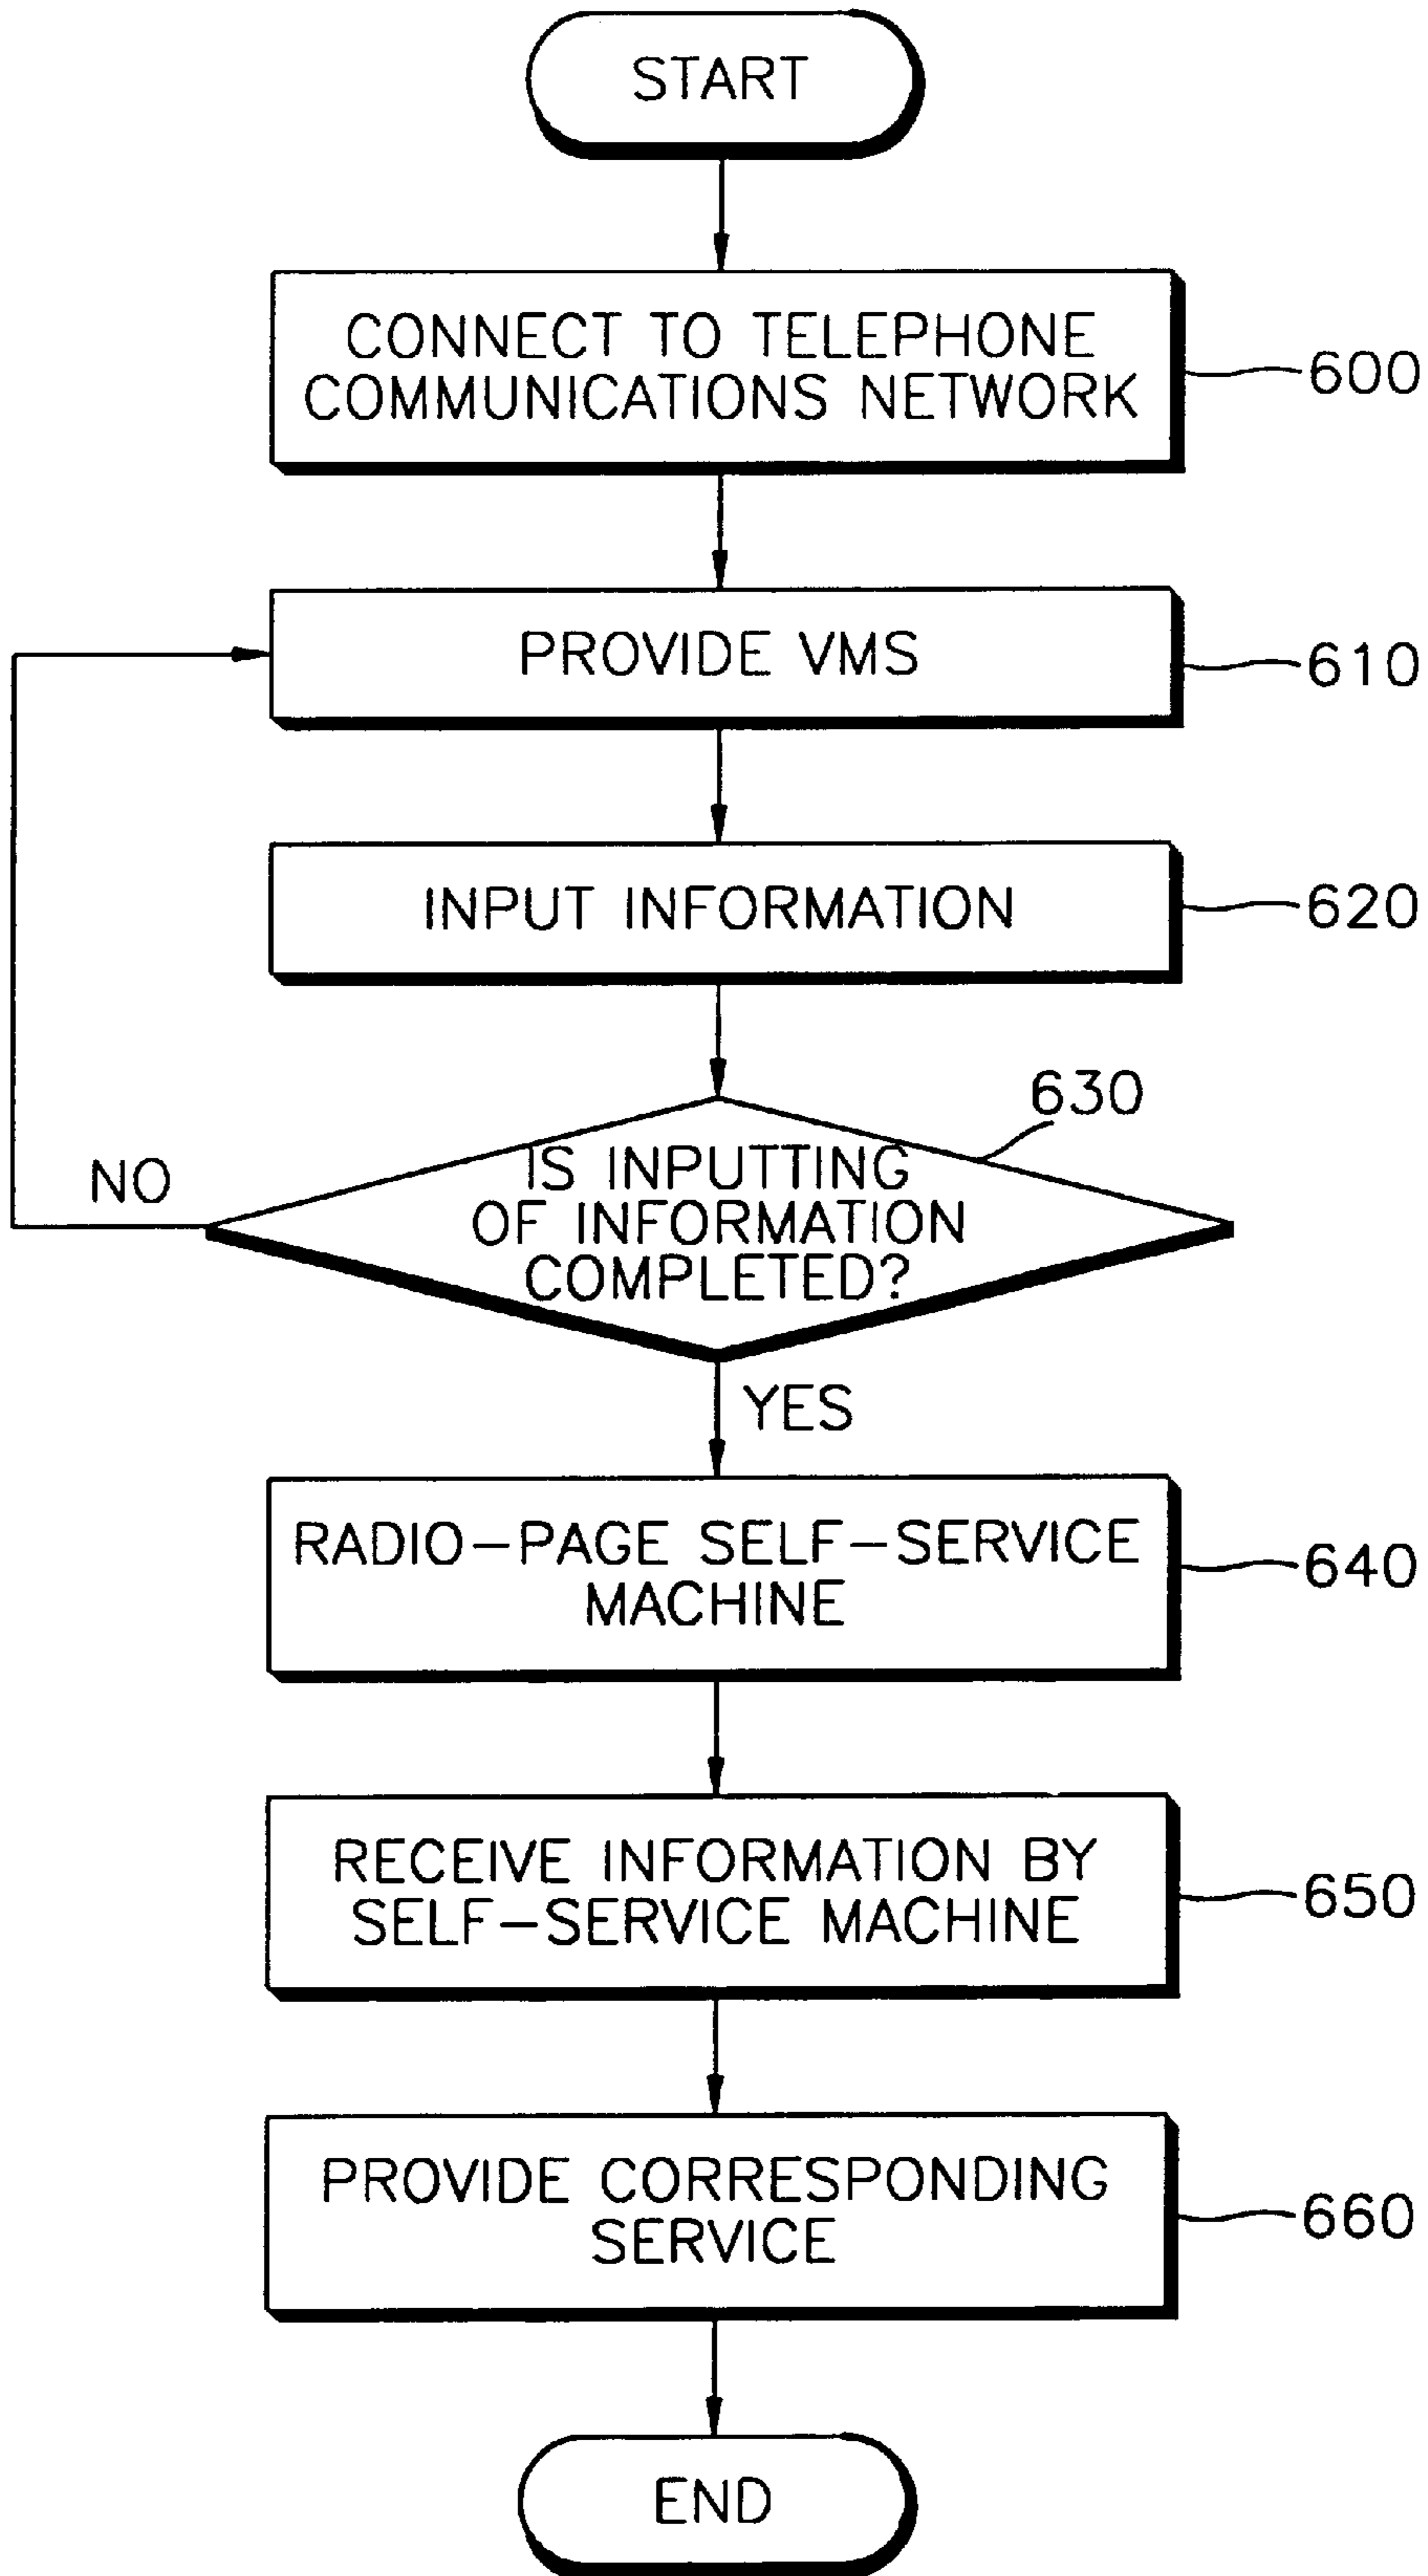 START
CONNECT TO TELEPHONE
COMMUNICATIONS NETWORK
600
PROVIDE VMS
610
INPUT INFORMATION
620
630
IS INPUTTING
OF INFORMATION
COMPLETED?
NO
YES
RADIO-PAGE SELF-SERVICE
MACHINE
640
RECEIVE INFORMATION BY
SELF-SERVICE MACHINE
650
PROVIDE CORRESPONDING
SERVICE
660
END